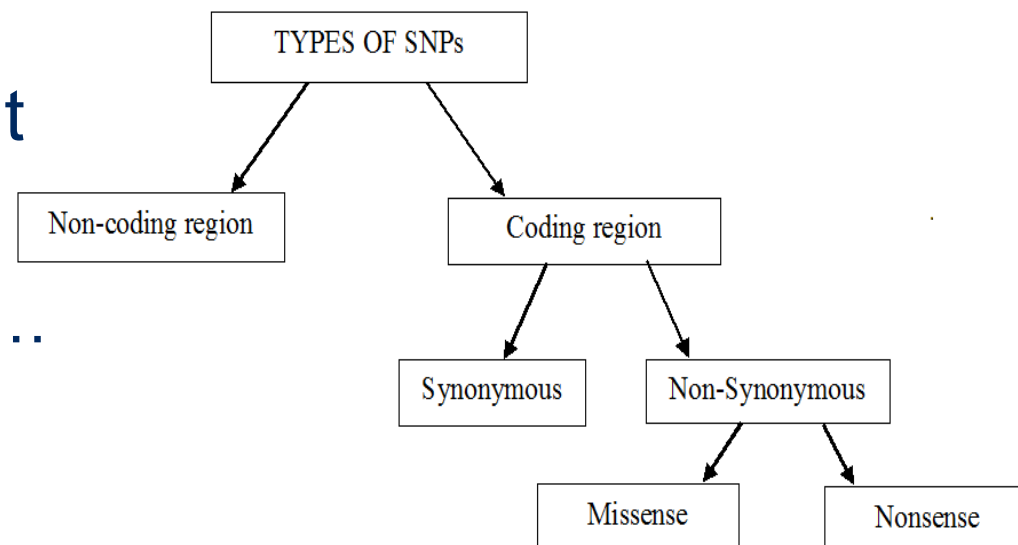 TYPES OF SNPs
t
Non-coding region
Coding region
..
Synonymous
Non-Synonymous
Missense
Nonsense